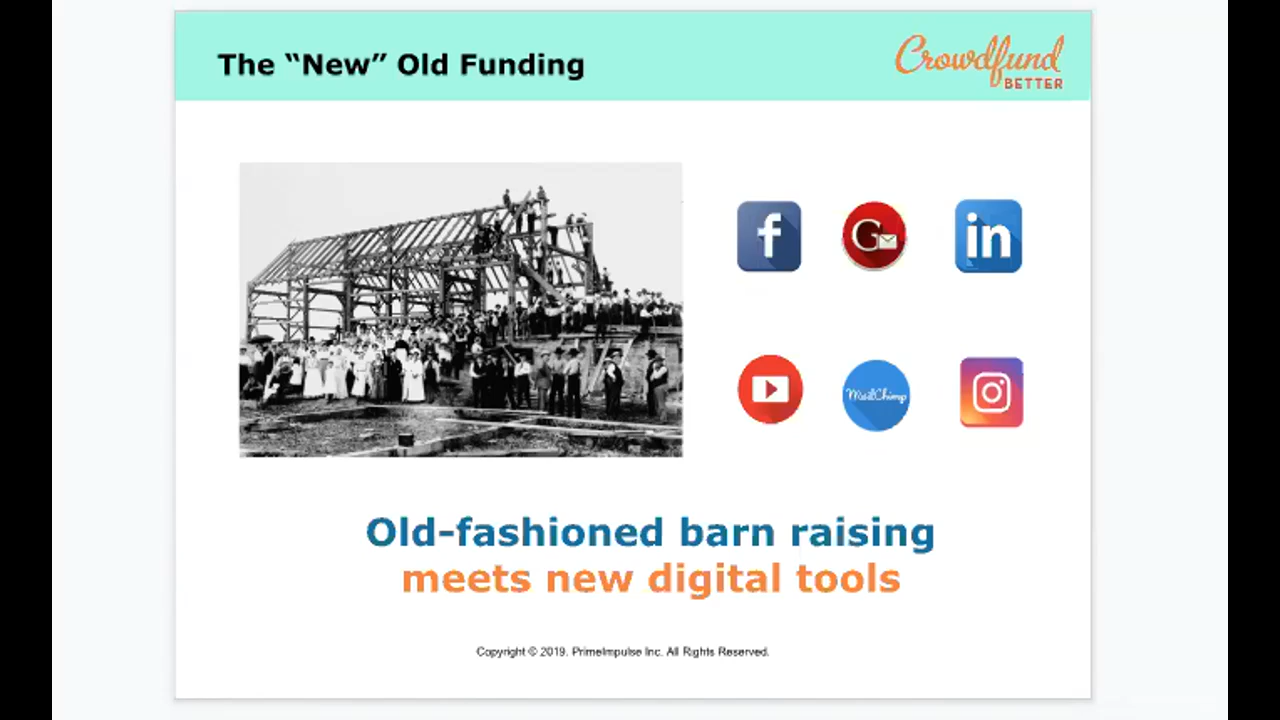 The “New” Old Funding
Crowdfund
BETTER
f
G
in
MailChimp
Old-fashioned barn raising
meets new digital tools
Copyright © 2019. PrimeImpulse Inc. All Rights Reserved.